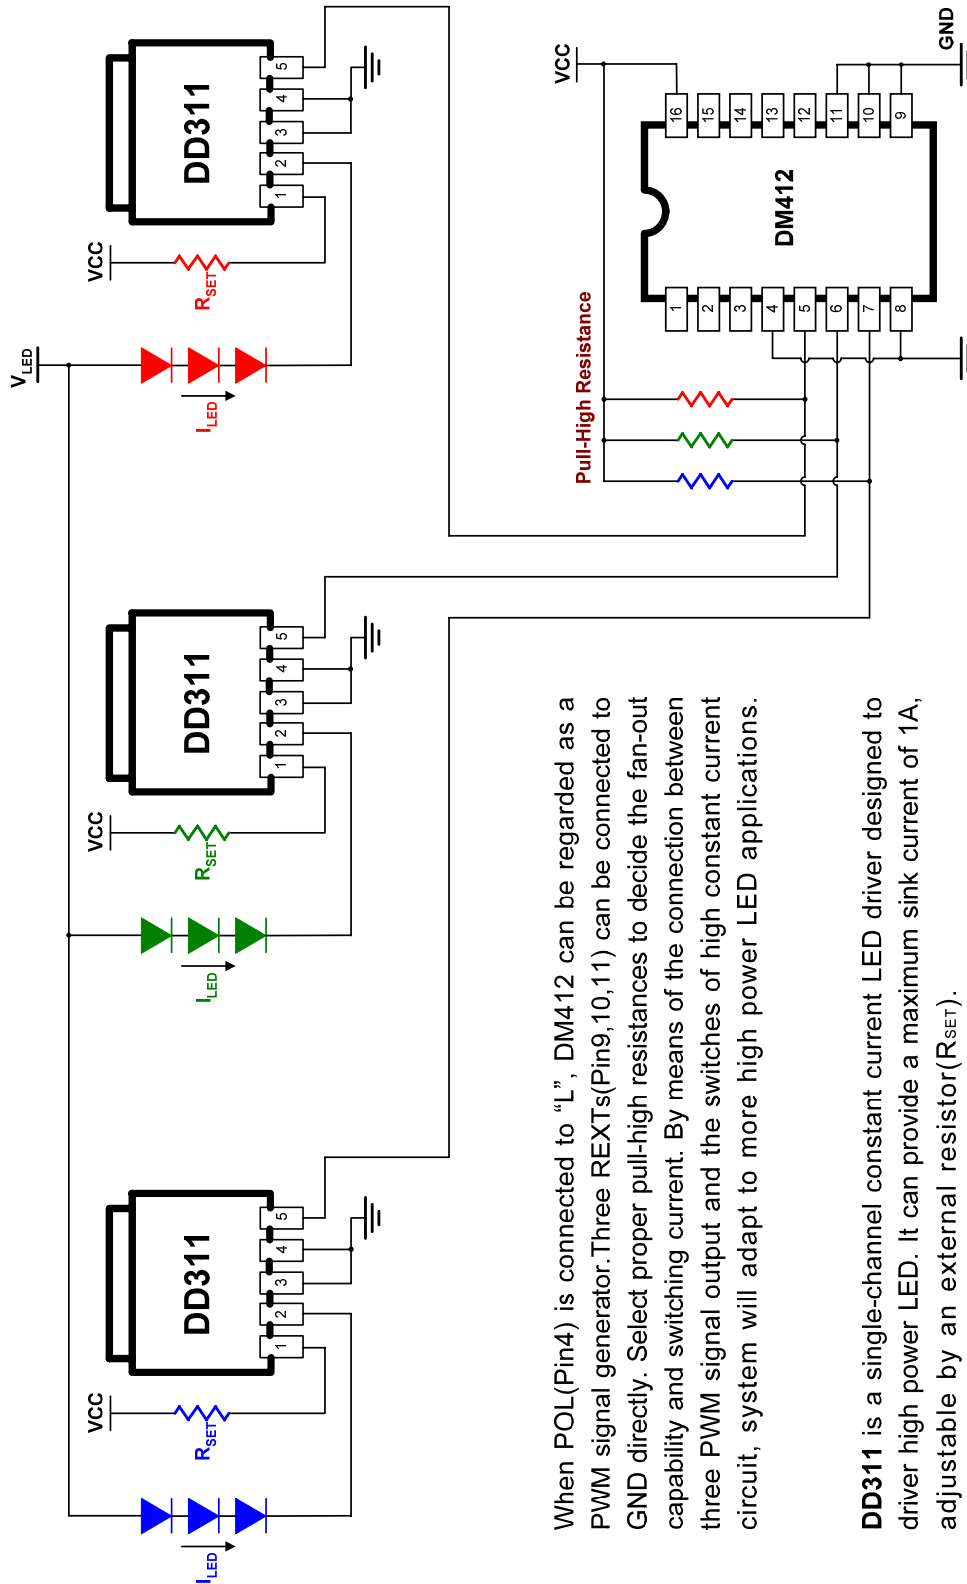 V_LED
I_LED
VCC
R_SET
DD311
1 2 3 4 5
I_LED
VCC
R_SET
DD311
1 2 3 4 5
I_LED
VCC
R_SET
DD311
1 2 3 4 5
Pull-High Resistance
VCC
DM412
1 2 3 4 5 6 7 8
16 15 14 13 12 11 10 9
GND
When POL(Pin4) is connected to “L”, DM412 can be regarded as a
PWM signal generator.Three REXTs(Pin9,10,11) can be connected to
GND directly. Select proper pull-high resistances to decide the fan-out
capability and switching current. By means of the connection between
three PWM signal output and the switches of high constant current
circuit, system will adapt to more high power LED applications.
DD311 is a single-channel constant current LED driver designed to
driver high power LED. It can provide a maximum sink current of 1A,
adjustable by an external resistor(RSET).